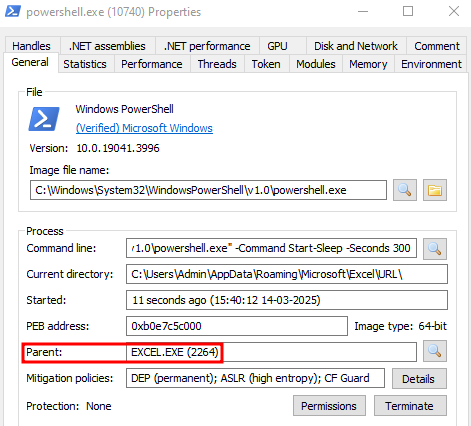 powershell.exe (10740) Properties
Handles .NET assemblies .NET performance GPU Disk and Network Comment
General Statistics Performance Threads Token Modules Memory Environment
File
Windows PowerShell
(Verified) Microsoft Windows
Version: 10.0.19041.3996
Image file name:
C:\Windows\System32\WindowsPowerShell\v1.0\powershell.exe
Process
Command line: v1.0\powershell.exe" -Command Start-Sleep -Seconds 300
Current directory: C:\Users\Admin\AppData\Roaming\Microsoft\Excel\URL\
Started: 11 seconds ago (15:40:12 14-03-2025)
PEB address: 0xb0e7c5c000 Image type: 64-bit
Parent: EXCEL.EXE (2264)
Mitigation policies: DEP (permanent); ASLR (high entropy); CF Guard Details
Protection: None Permissions Terminate